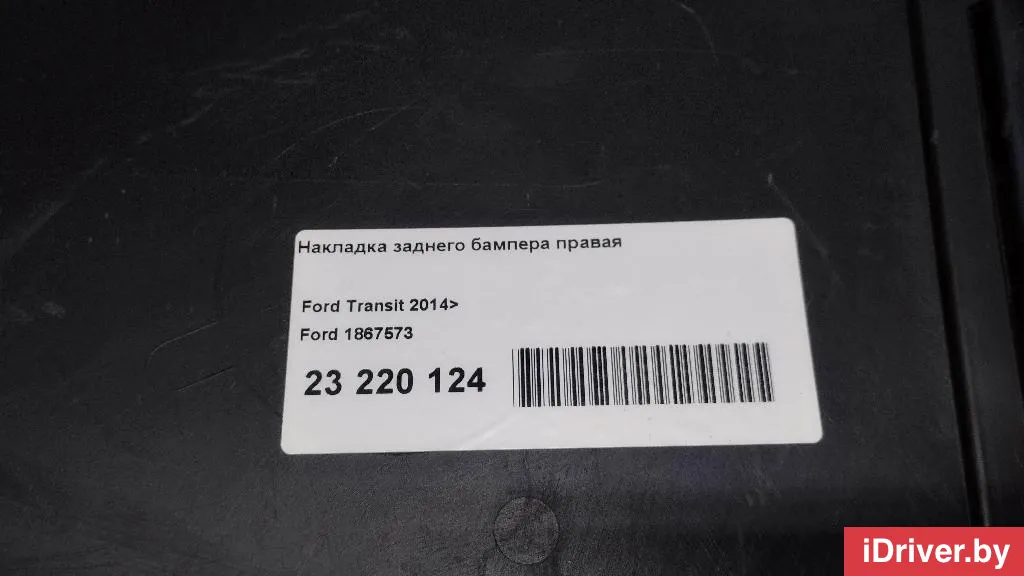 Накладка заднего бампера правая
Ford Transit 2014>
Ford 1867573
23 220 124
iDriver.by